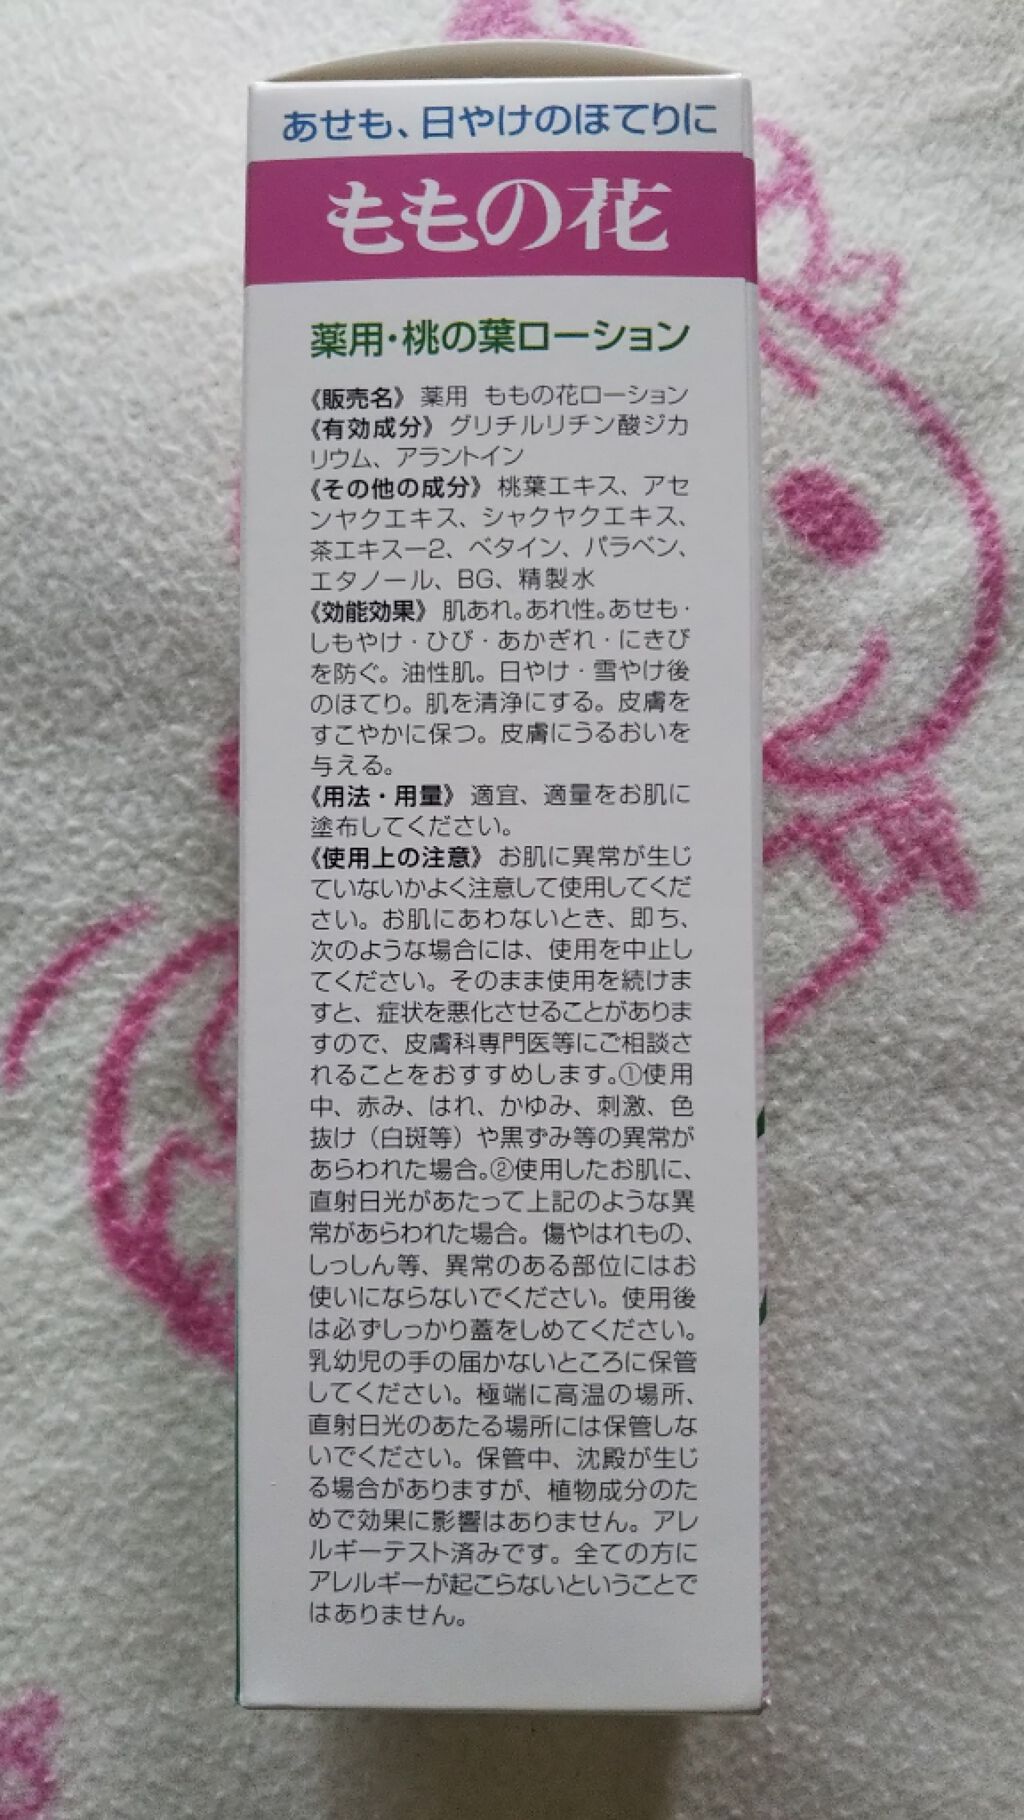 あせも、日やけのほてりに
ももの花
薬用・桃の葉ローション
《販売名》薬用 ももの花ローション
《有効成分》グリチルリチン酸ジカ
リウム、アラントイン
《その他の成分》桃葉エキス、アセ
ンヤクエキス、シャクヤクエキス、
茶エキスー2、ベタイン、パラベン、
エタノール、BG、精製水
《効能効果》肌あれ。あれ性。あせも・
しもやけ・ひび・あかぎれ・にきび
を防ぐ。油性肌。日やけ・雪やけ後
のほてり。肌を清浄にする。皮膚を
すこやかに保つ。皮膚にうるおいを
与える。
《用法・用量》適宜、適量をお肌に
塗布してください。
《使用上の注意》お肌に異常が生じ
ていないかよく注意して使用してくだ
さい。お肌にあわないとき、即ち、
次のような場合には、使用を中止し
てください。そのまま使用を続けま
すと、症状を悪化させることがありま
すので、皮膚科専門医等にご相談さ
れることをおすすめします。①使用
中、赤み、はれ、かゆみ、刺激、色
抜け（白斑等）や黒ずみ等の異常が
あらわれた場合。②使用したお肌に、
直射日光があたって上記のような異
常があらわれた場合。傷やはれもの、
しっしん等、異常のある部位にはお
使いにならないでください。使用後
は必ずしっかり蓋をしめてください。
乳幼児の手の届かないところに保管
してください。極端に高温の場所、
直射日光のあたる場所には保管しな
いでください。保管中、沈殿が生じ
る場合がありますが、植物成分のた
めで効果に影響はありません。アレ
ルギーテスト済みです。全ての方に
アレルギーが起こらないということで
はありません。